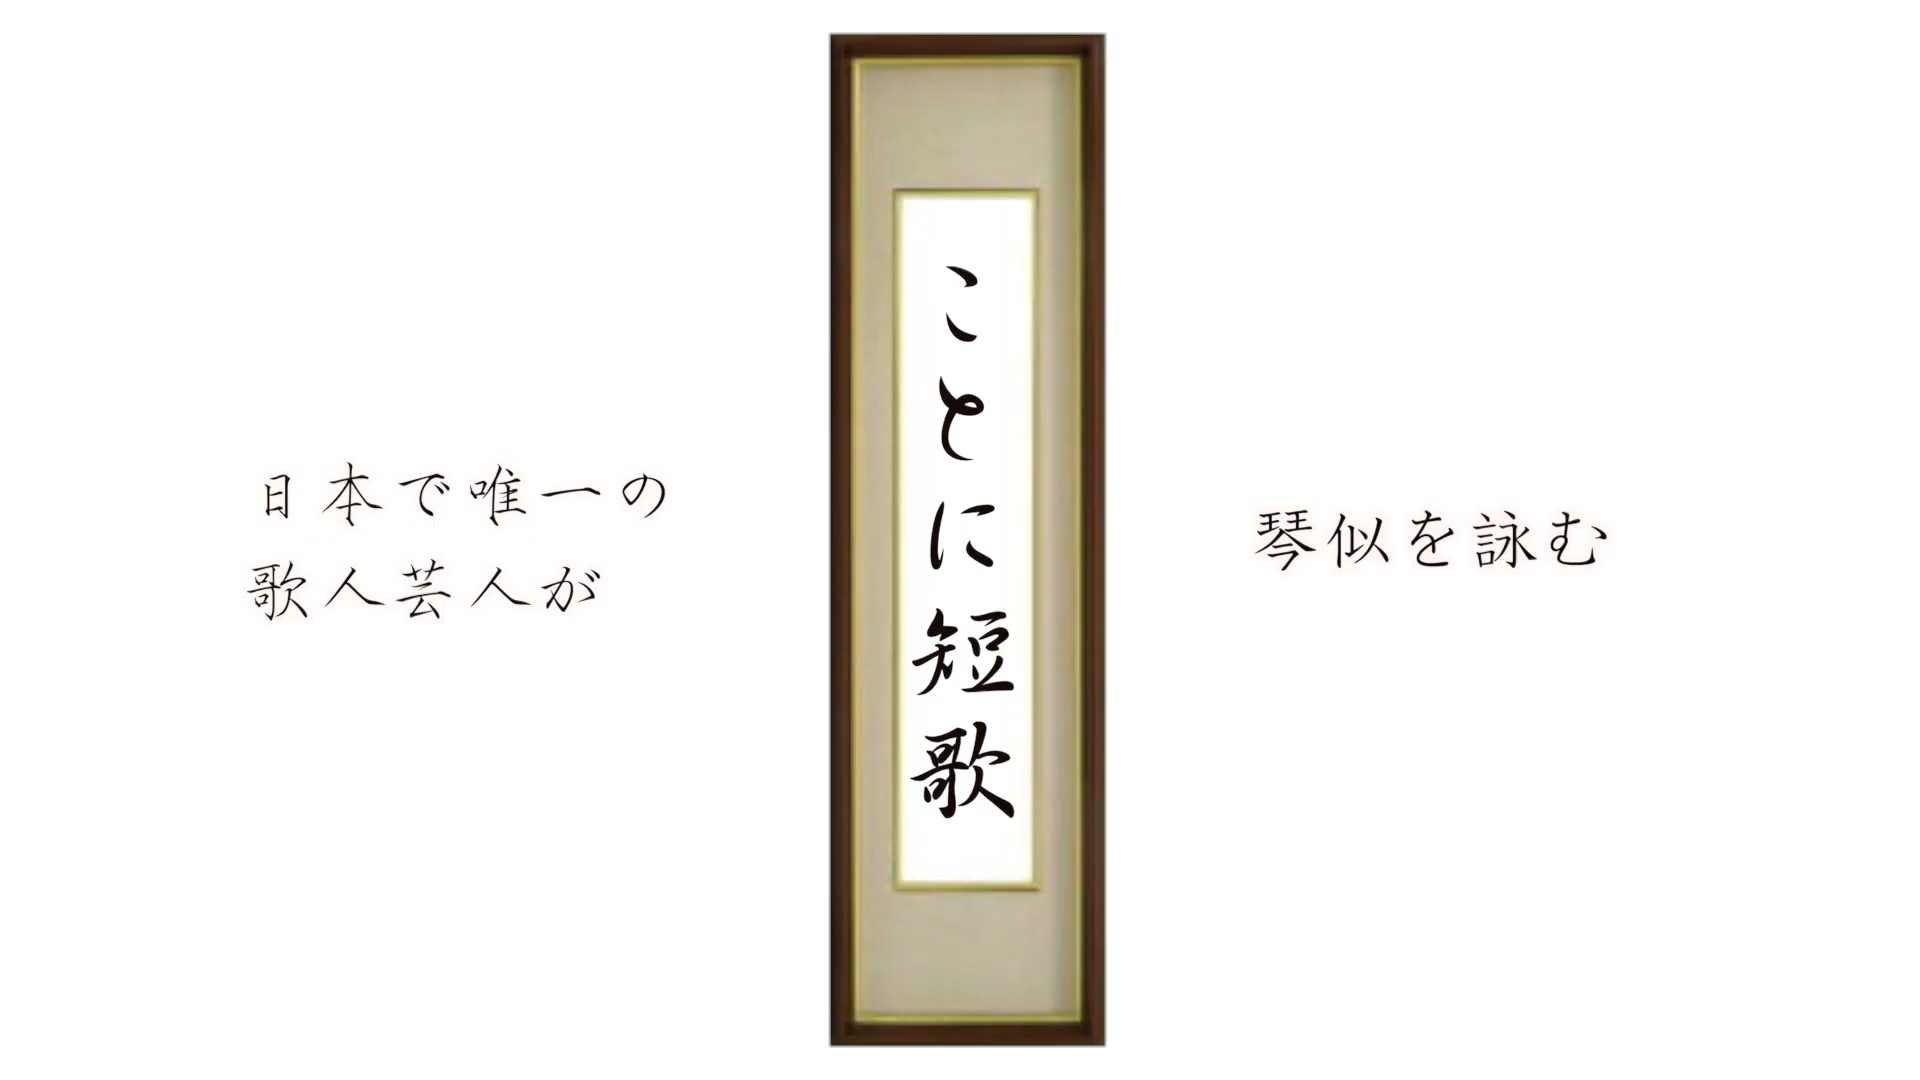 日本で唯一の
歌人芸人が
ことに短歌
琴似を詠む